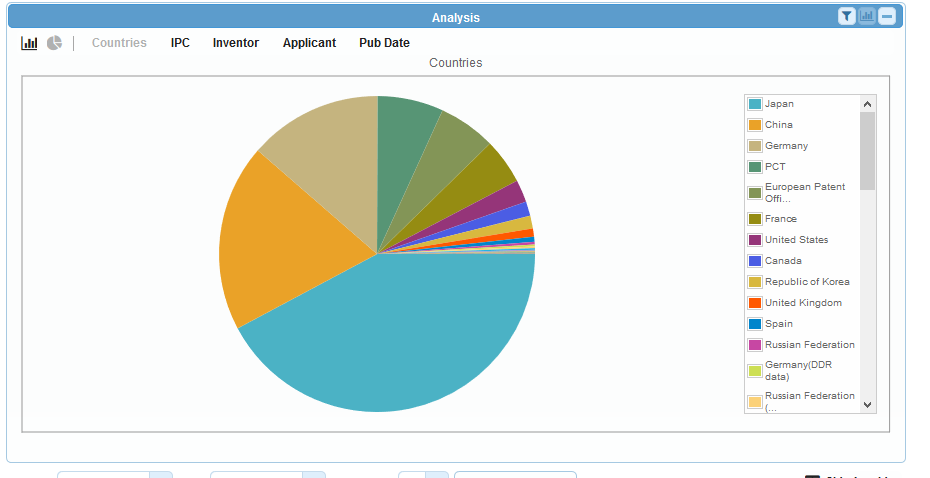 Analysis
Countries IPC Inventor Applicant Pub Date
Countries
Japan
China
Germany
PCT
European Patent
Offi...
France
United States
Canada
Republic of Korea
United Kingdom
Spain
Russian Federation
Germany(DDR
data)
Russian Federation
(...